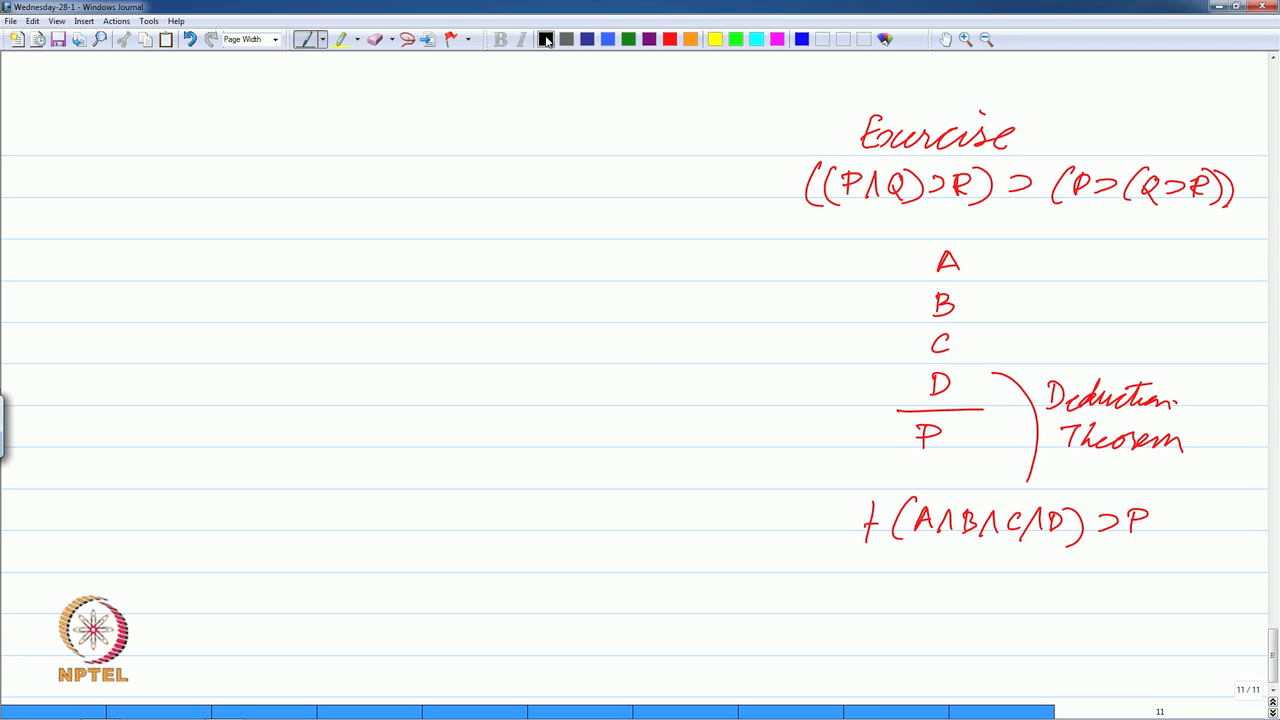 Wednesday-28-1 - Windows Journal
File Edit View Insert Actions Tools Help
Page Width
B I
Exercise
((P∧Q)⊃R) ⊃ (P⊃(Q⊃R))
A
B
C
D
P
Deduction
Theorem
⊢ (A∧B∧C∧D) ⊃ P
NPTEL
11 / 11
11